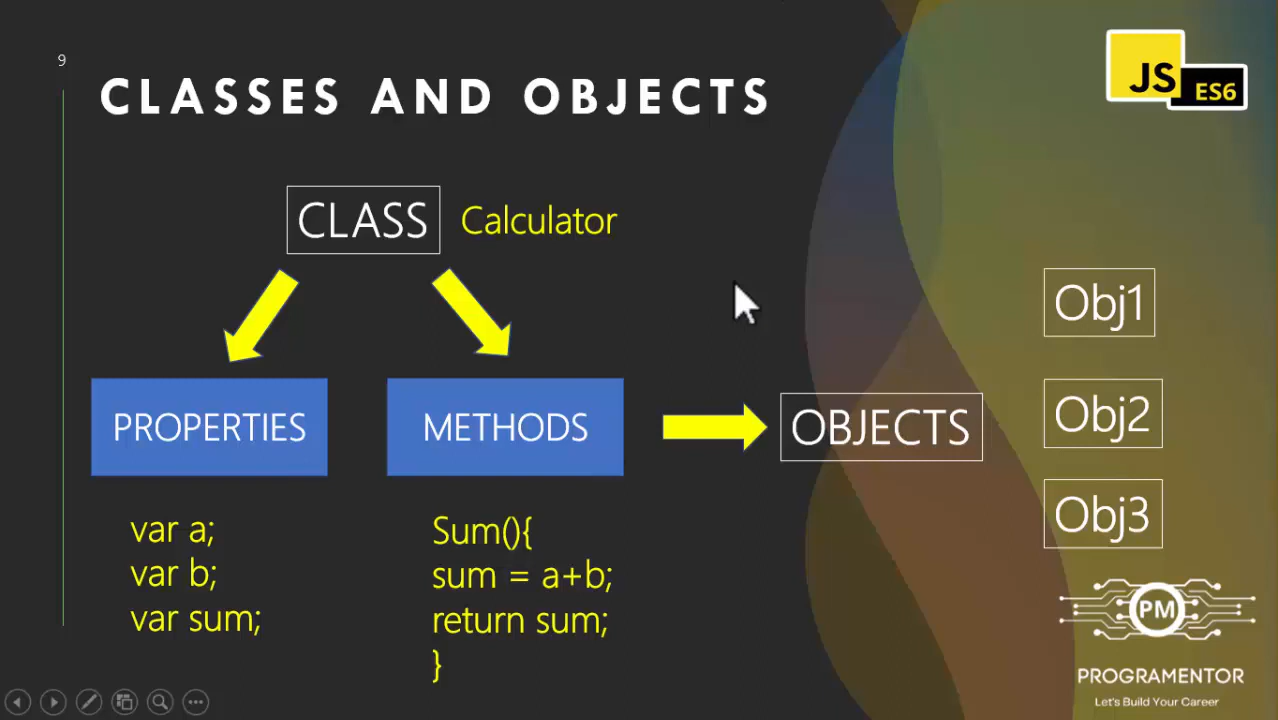 9
CLASSES AND OBJECTS
JS
ES6
CLASS
Calculator
PROPERTIES
METHODS
OBJECTS
Obj1
Obj2
Obj3
var a;
var b;
var sum;
Sum(){
sum = a+b;
return sum;
}
PM
PROGRAMENTOR
Let's Build Your Career